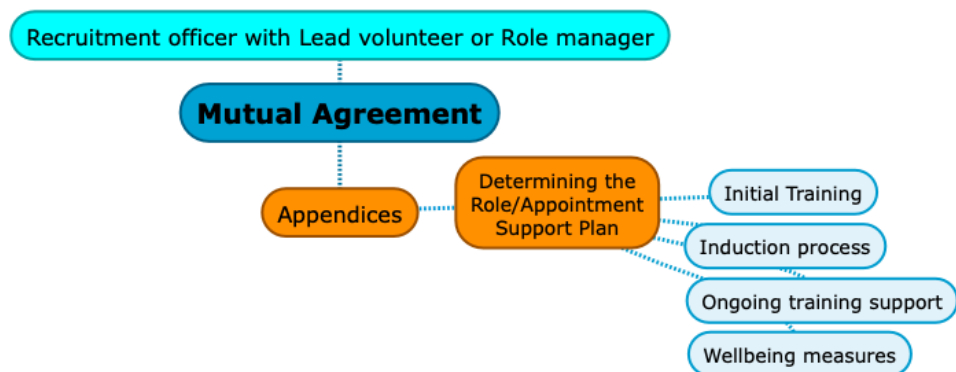 Recruitment officer with Lead volunteer or Role manager
Mutual Agreement
Appendices
Determining the
Role/Appointment
Support Plan
Initial Training
Induction process
Ongoing training support
Wellbeing measures